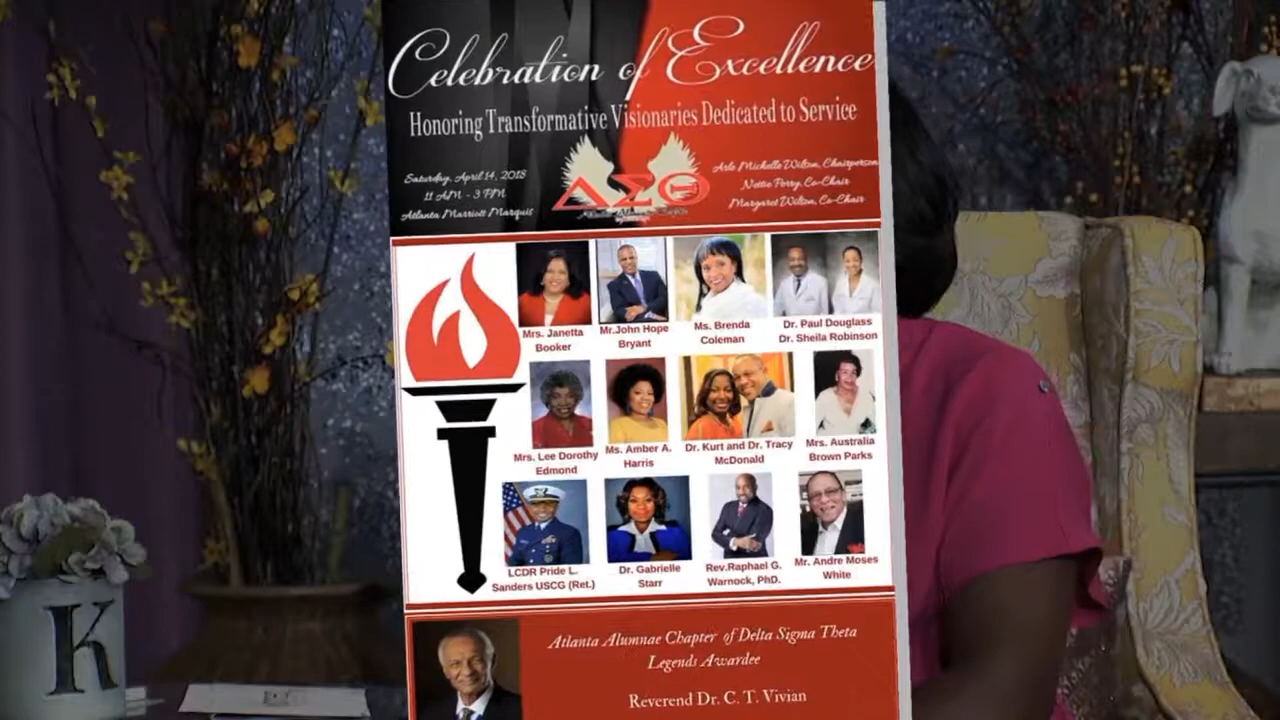 Celebration of Excellence
Honoring Transformative Visionaries Dedicated to Service
Saturday, April 14, 2018
11 AM - 3 PM
Atlanta Marriott Marquis
ΔΣΘ
Arlo Michelle Wilton, Chairperson
Nettie Perry, Co-Chair
Margaret Wilton, Co-Chair
Mrs. Janetta
Booker
Mr.John Hope
Bryant
Ms. Brenda
Coleman
Dr. Paul Douglass
Dr. Sheila Robinson
Mrs. Lee Dorothy
Edmond
Ms. Amber A.
Harris
Dr. Kurt and Dr. Tracy
McDonald
Mrs. Australia
Brown Parks
LCDR Pride L.
Sanders USCG (Ret.)
Dr. Gabrielle
Starr
Rev.Raphael G.
Warnock, PhD.
Mr. Andre Moses
White
Atlanta Alumnae Chapter of Delta Sigma Theta
Legends Awardee
Reverend Dr. C. T. Vivian
K